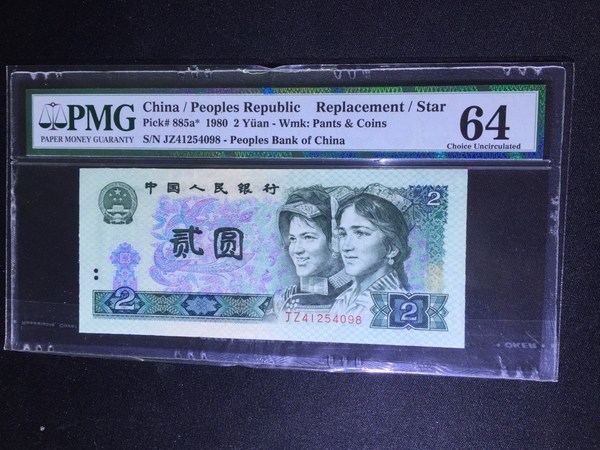 PMG
PAPER MONEY GUARANTY
China / Peoples Republic Replacement / Star
Pick# 885a* 1980 2 Yüan - Wmk: Pants & Coins
S/N JZ41254098 - Peoples Bank of China
64
Choice Uncirculated
中国人民银行
2
贰圆
2
JZ41254098
2